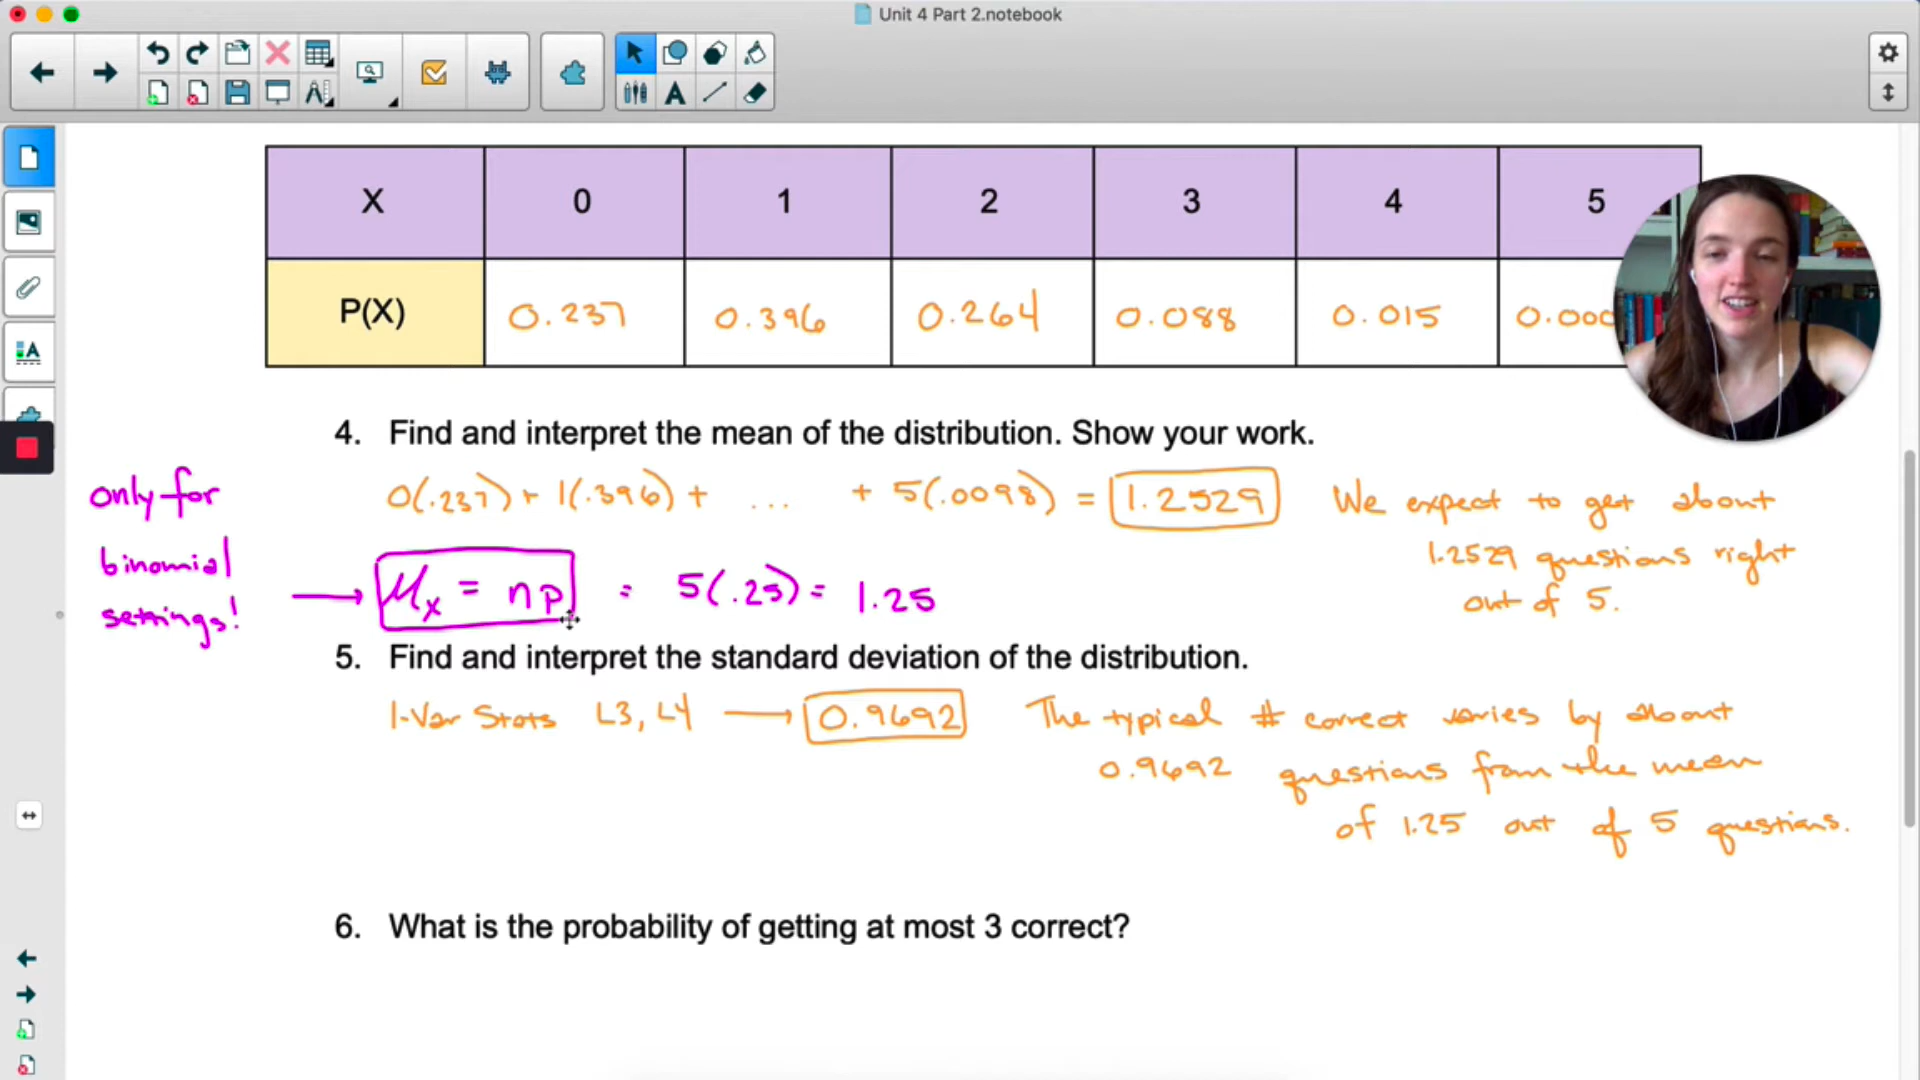 Unit 4 Part 2.notebook
X 0 1 2 3 4 5
P(X) 0.237 0.396 0.264 0.088 0.015 0.000
4. Find and interpret the mean of the distribution. Show your work.
only for
binomial
settings!
0(.237) + 1(.396) + ... + 5(.0098) = 1.2529
We expect to get about
1.2529 questions right
out of 5.
μx = np = 5(.25) = 1.25
5. Find and interpret the standard deviation of the distribution.
1-Var Stats L3, L4 → 0.9692
The typical # correct varies by about
0.9692 questions from the mean
of 1.25 out of 5 questions.
6. What is the probability of getting at most 3 correct?